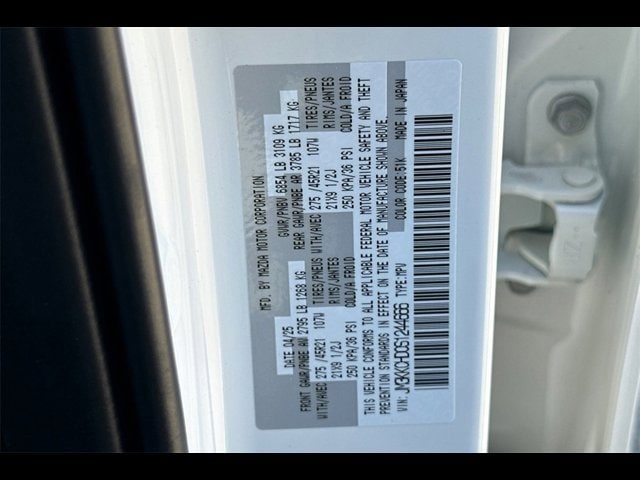 MFD. BY MAZDA MOTOR CORPORATION
DATE 04/25 GVWR/PNBV 6854 LB 3109 KG
FRONT GAWR/PNBE AV 2795 LB 1268 KG REAR GAWR/PNBE AR 3785 LB 1717 KG
WITH/AVEC 275 /45R21 107W TIRES/PNEUS WITH/AVEC 275 /45R21 107W TIRES/PNEUS
21X9 1/2J RIMS/JANTES 21X9 1/2J RIMS/JANTES
250 KPA/36 PSI COLD/A FROID 250 KPA/36 PSI COLD/A FROID
THIS VEHICLE CONFORMS TO ALL APPLICABLE FEDERAL MOTOR VEHICLE SAFETY AND THEFT
PREVENTION STANDARDS IN EFFECT ON THE DATE OF MANUFACTURE SHOWN ABOVE.
VIN: TYPE:MPV COLOR CODE:51K MADE IN JAPAN